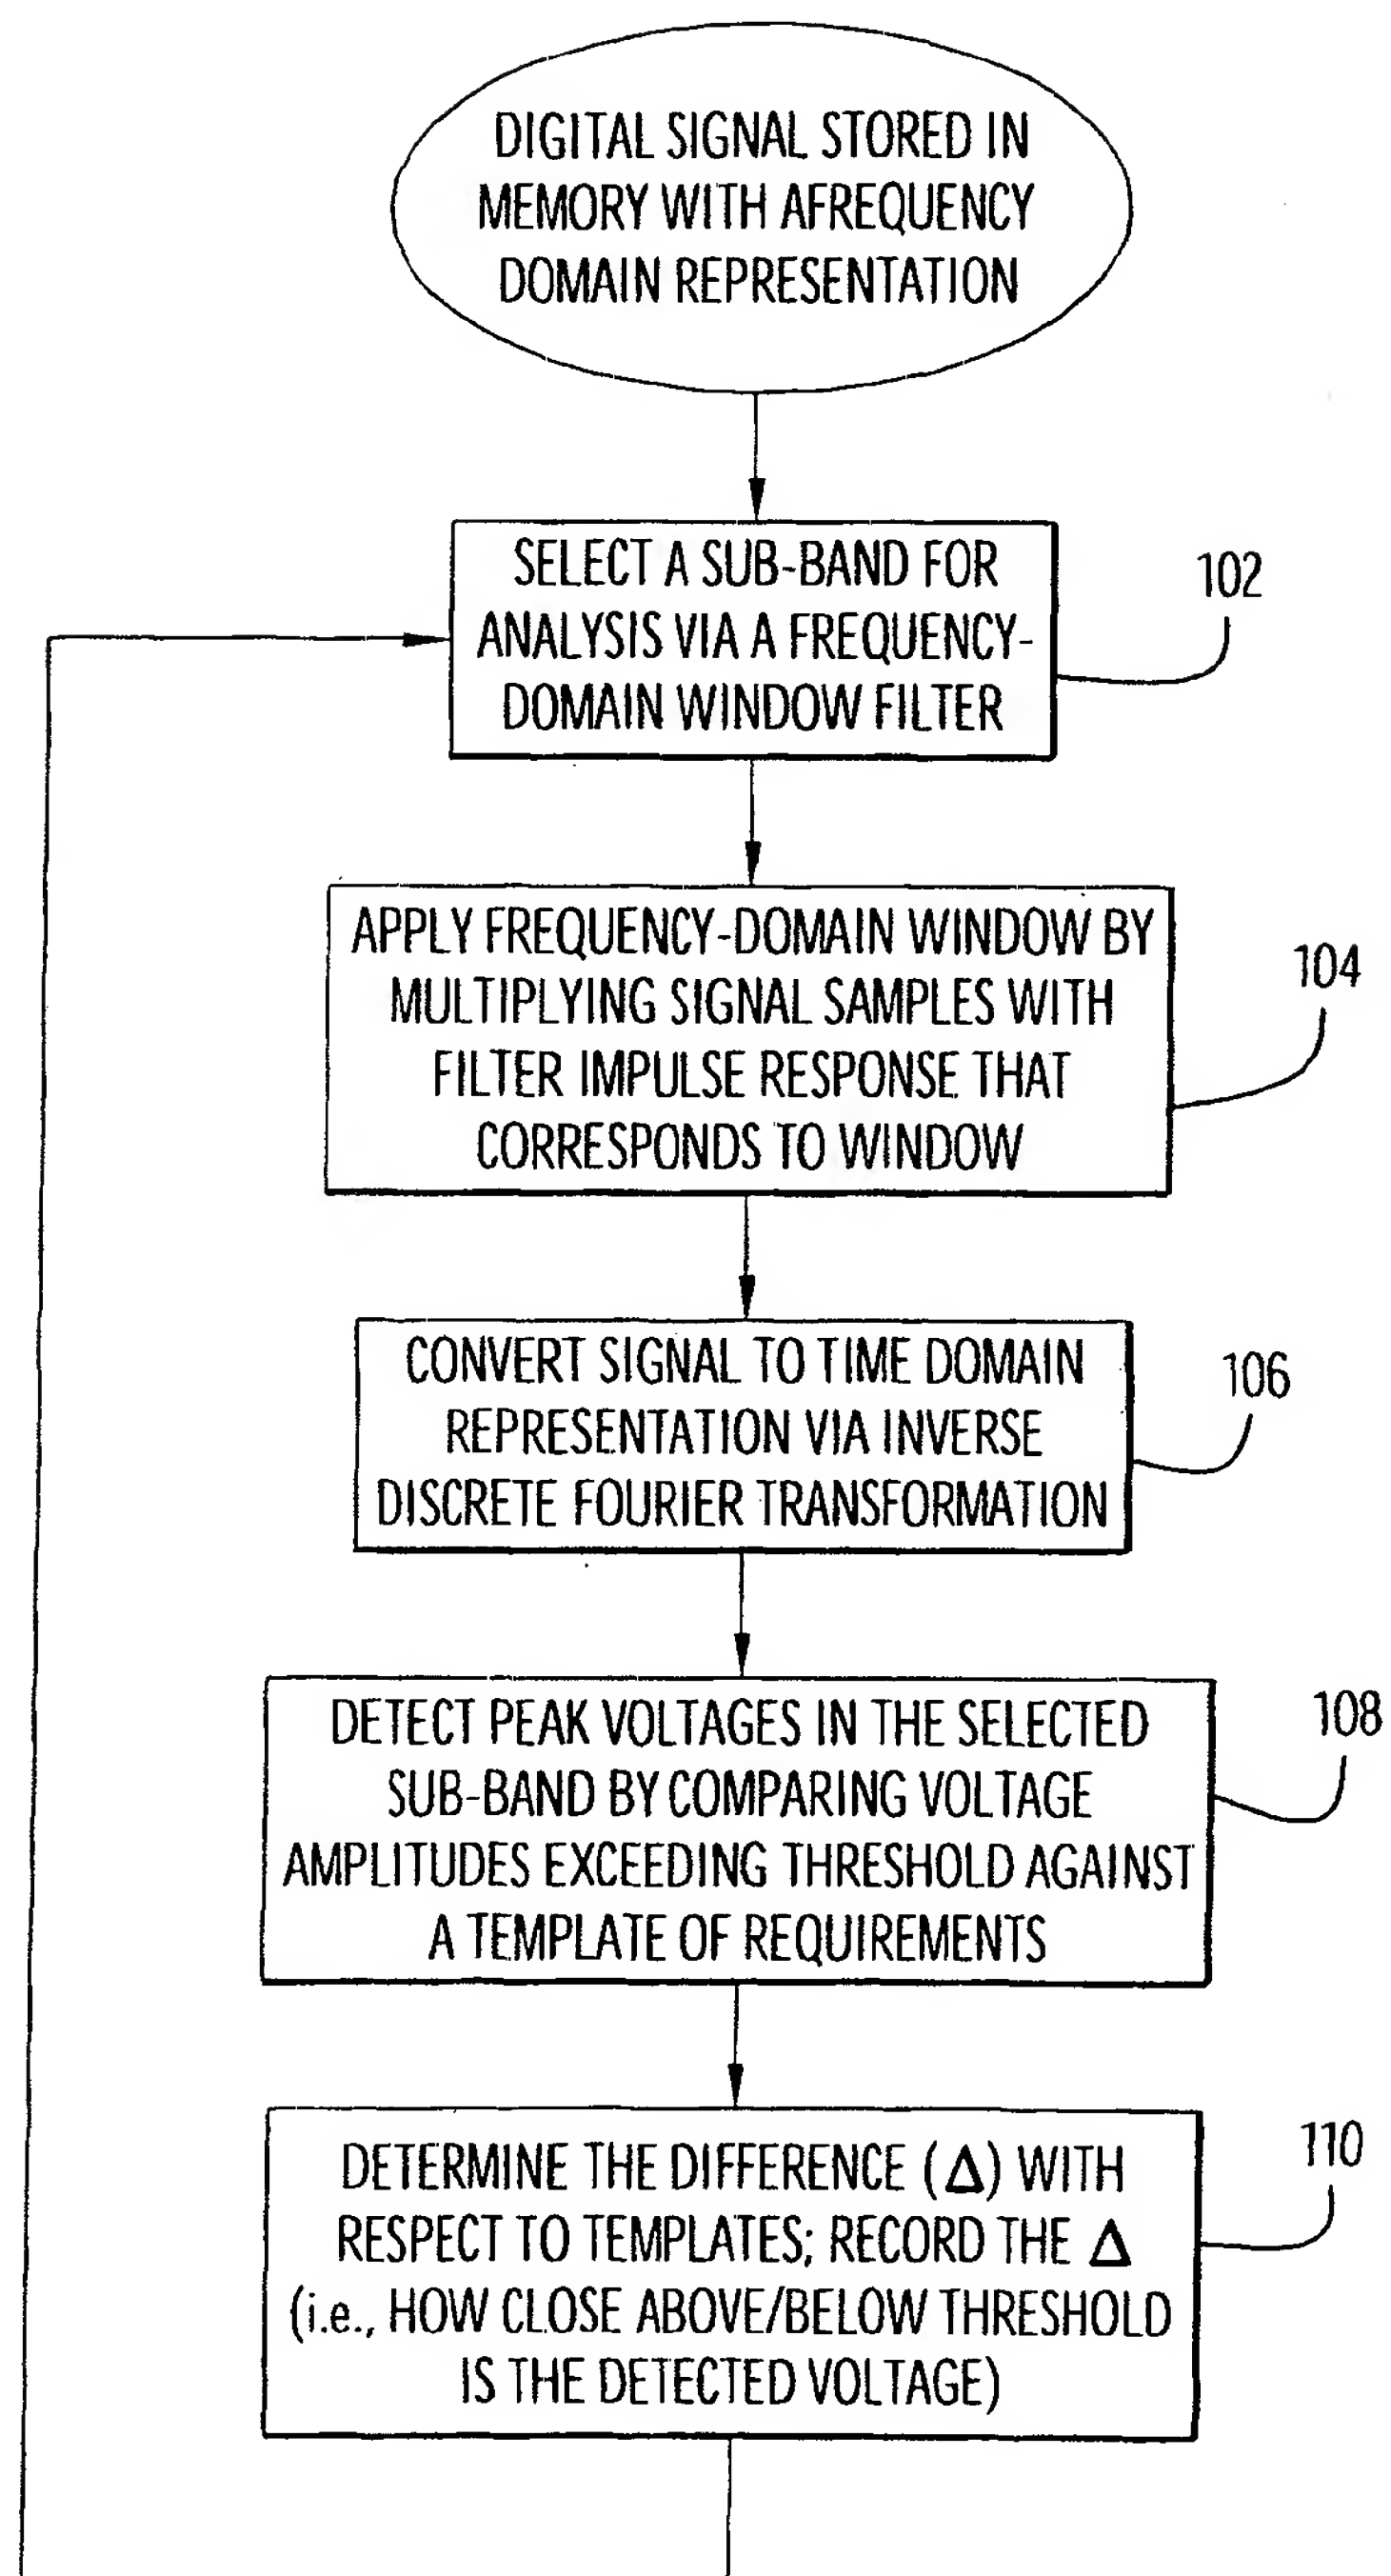 DIGITAL SIGNAL STORED IN
MEMORY WITH AFREQUENCY
DOMAIN REPRESENTATION
SELECT A SUB-BAND FOR
ANALYSIS VIA A FREQUENCY-
DOMAIN WINDOW FILTER
102
APPLY FREQUENCY-DOMAIN WINDOW BY
MULTIPLYING SIGNAL SAMPLES WITH
FILTER IMPULSE RESPONSE THAT
CORRESPONDS TO WINDOW
104
CONVERT SIGNAL TO TIME DOMAIN
REPRESENTATION VIA INVERSE
DISCRETE FOURIER TRANSFORMATION
106
DETECT PEAK VOLTAGES IN THE SELECTED
SUB-BAND BY COMPARING VOLTAGE
AMPLITUDES EXCEEDING THRESHOLD AGAINST
A TEMPLATE OF REQUIREMENTS
108
DETERMINE THE DIFFERENCE (Δ) WITH
RESPECT TO TEMPLATES; RECORD THE Δ
(i.e., HOW CLOSE ABOVE/BELOW THRESHOLD
IS THE DETECTED VOLTAGE)
110